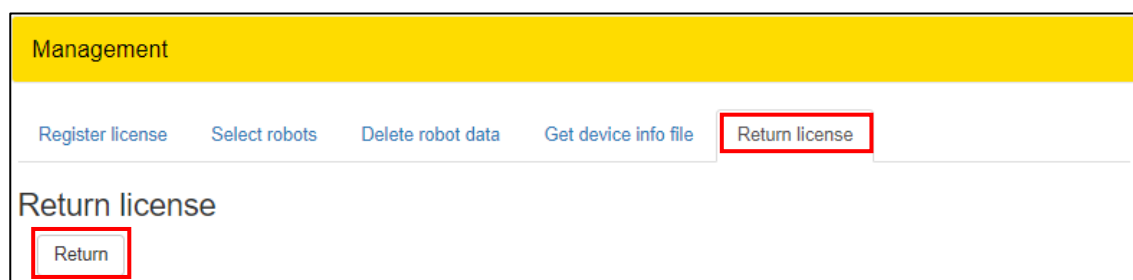 Management
Register license Select robots Delete robot data Get device info file Return license
Return license
Return